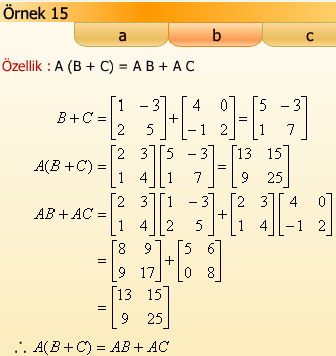 Örnek 15
a b c
Özellik : A (B + C) = A B + A C
B + C = [1 −3; 2 5] + [4 0; −1 2] = [5 −3; 1 7]
A(B + C) = [2 3; 1 4] [5 −3; 1 7] = [13 15; 9 25]
AB + AC = [2 3; 1 4] [1 −3; 2 5] + [2 3; 1 4] [4 0; −1 2]
= [8 9; 9 17] + [5 6; 0 8]
= [13 15; 9 25]
∴ A(B + C) = AB + AC